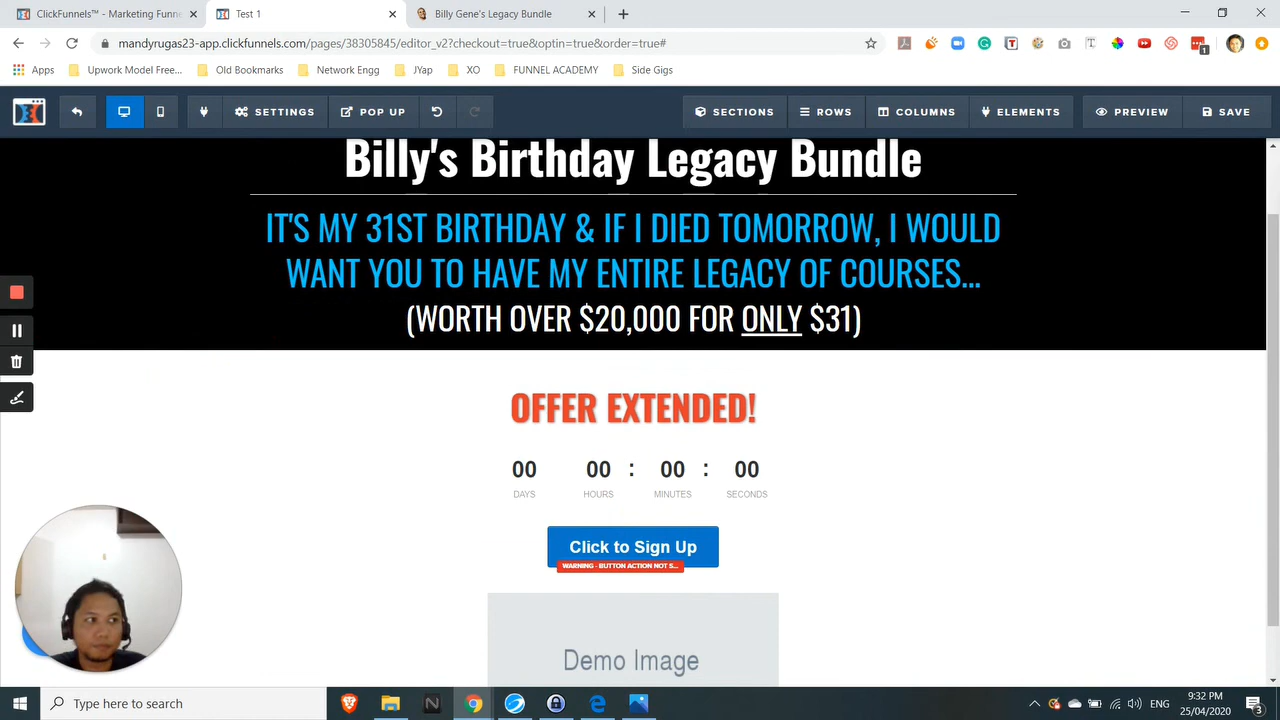 ClickFunnels™ - Marketing Funn
Test 1
Billy Gene's Legacy Bundle
mandyrugas23-app.clickfunnels.com/pages/38305845/editor_v2?checkout=true&optin=true&order=true#
Apps
Upwork Model Free...
Old Bookmarks
Network Engg
JYap
XO
FUNNEL ACADEMY
Side Gigs
SETTINGS
POP UP
SECTIONS
ROWS
COLUMNS
ELEMENTS
PREVIEW
SAVE
Billy's Birthday Legacy Bundle
IT'S MY 31ST BIRTHDAY & IF I DIED TOMORROW, I WOULD
WANT YOU TO HAVE MY ENTIRE LEGACY OF COURSES...
(WORTH OVER $20,000 FOR ONLY $31)
OFFER EXTENDED!
00 00 : 00 : 00
DAYS HOURS MINUTES SECONDS
Click to Sign Up
WARNING - BUTTON ACTION NOT S...
Demo Image
Type here to search
ENG
9:32 PM
25/04/2020
3